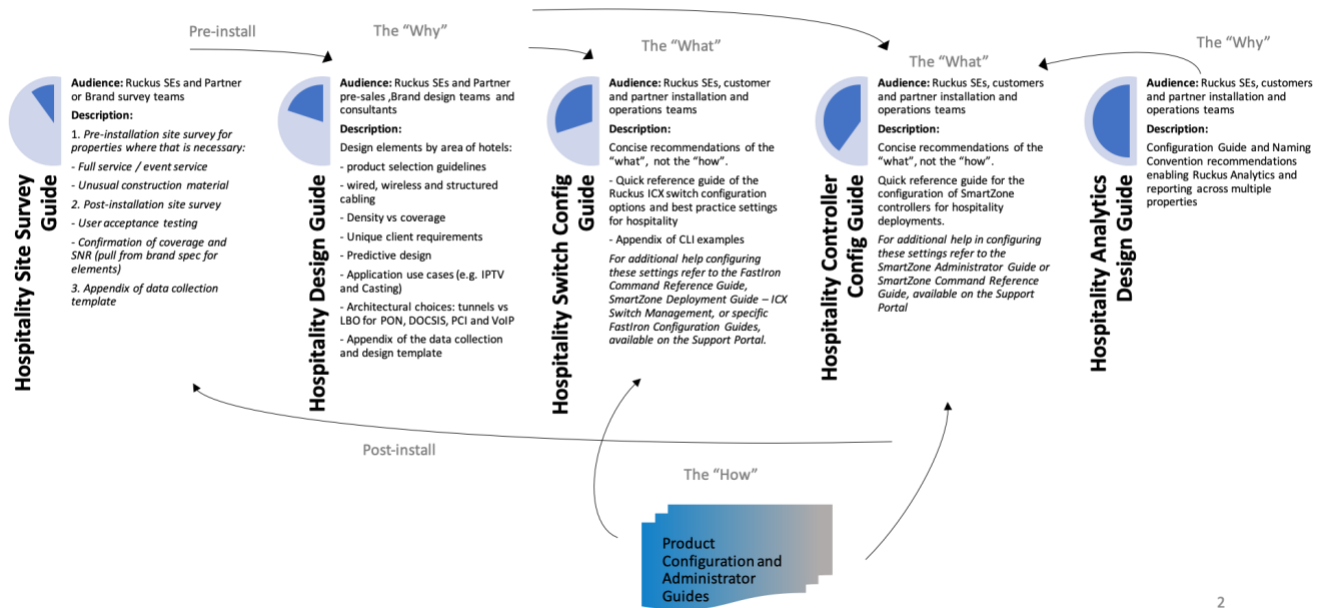 Pre-install
The “Why”
The “What”
The “What”
The “Why”
Hospitality Site Survey
Guide
Audience: Ruckus SEs and Partner
or Brand survey teams
Description:
1. Pre-installation site survey for
properties where that is necessary:
- Full service / event service
- Unusual construction material
2. Post-installation site survey
- User acceptance testing
- Confirmation of coverage and
SNR (pull from brand spec for
elements)
3. Appendix of data collection
template
Hospitality Design Guide
Audience: Ruckus SEs and Partner
pre-sales ,Brand design teams and
consultants
Description:
Design elements by area of hotels:
- product selection guidelines
- wired, wireless and structured
cabling
- Density vs coverage
- Unique client requirements
- Predictive design
- Application use cases (e.g. IPTV
and Casting)
- Architectural choices: tunnels vs
LBO for PON, DOCSIS, PCI and VoIP
- Appendix of the data collection
and design template
Hospitality Switch Config
Guide
Audience: Ruckus SEs, customer
and partner installation and
operations teams
Description:
Concise recommendations of the
“what”, not the “how”.
- Quick reference guide of the
Ruckus ICX switch configuration
options and best practice settings
for hospitality
- Appendix of CLI examples
For additional help configuring
these settings refer to the FastIron
Command Reference Guide,
SmartZone Deployment Guide – ICX
Switch Management, or specific
FastIron Configuration Guides,
available on the Support Portal.
Hospitality Controller
Config Guide
Audience: Ruckus SEs, customers
and partner installation and
operations teams
Description:
Concise recommendations of the
“what”, not the “how”.
Quick reference guide for the
configuration of SmartZone
controllers for hospitality
deployments.
For additional help in configuring
these settings refer to the
SmartZone Administrator Guide or
SmartZone Command Reference
Guide, available on the Support
Portal
Hospitality Analytics
Design Guide
Audience: Ruckus SEs, customers
and partner installation and
operations teams
Description:
Configuration Guide and Naming
Convention recommendations
enabling Ruckus Analytics and
reporting across multiple
properties
Post-install
The “How”
Product
Configuration and
Administrator
Guides
2